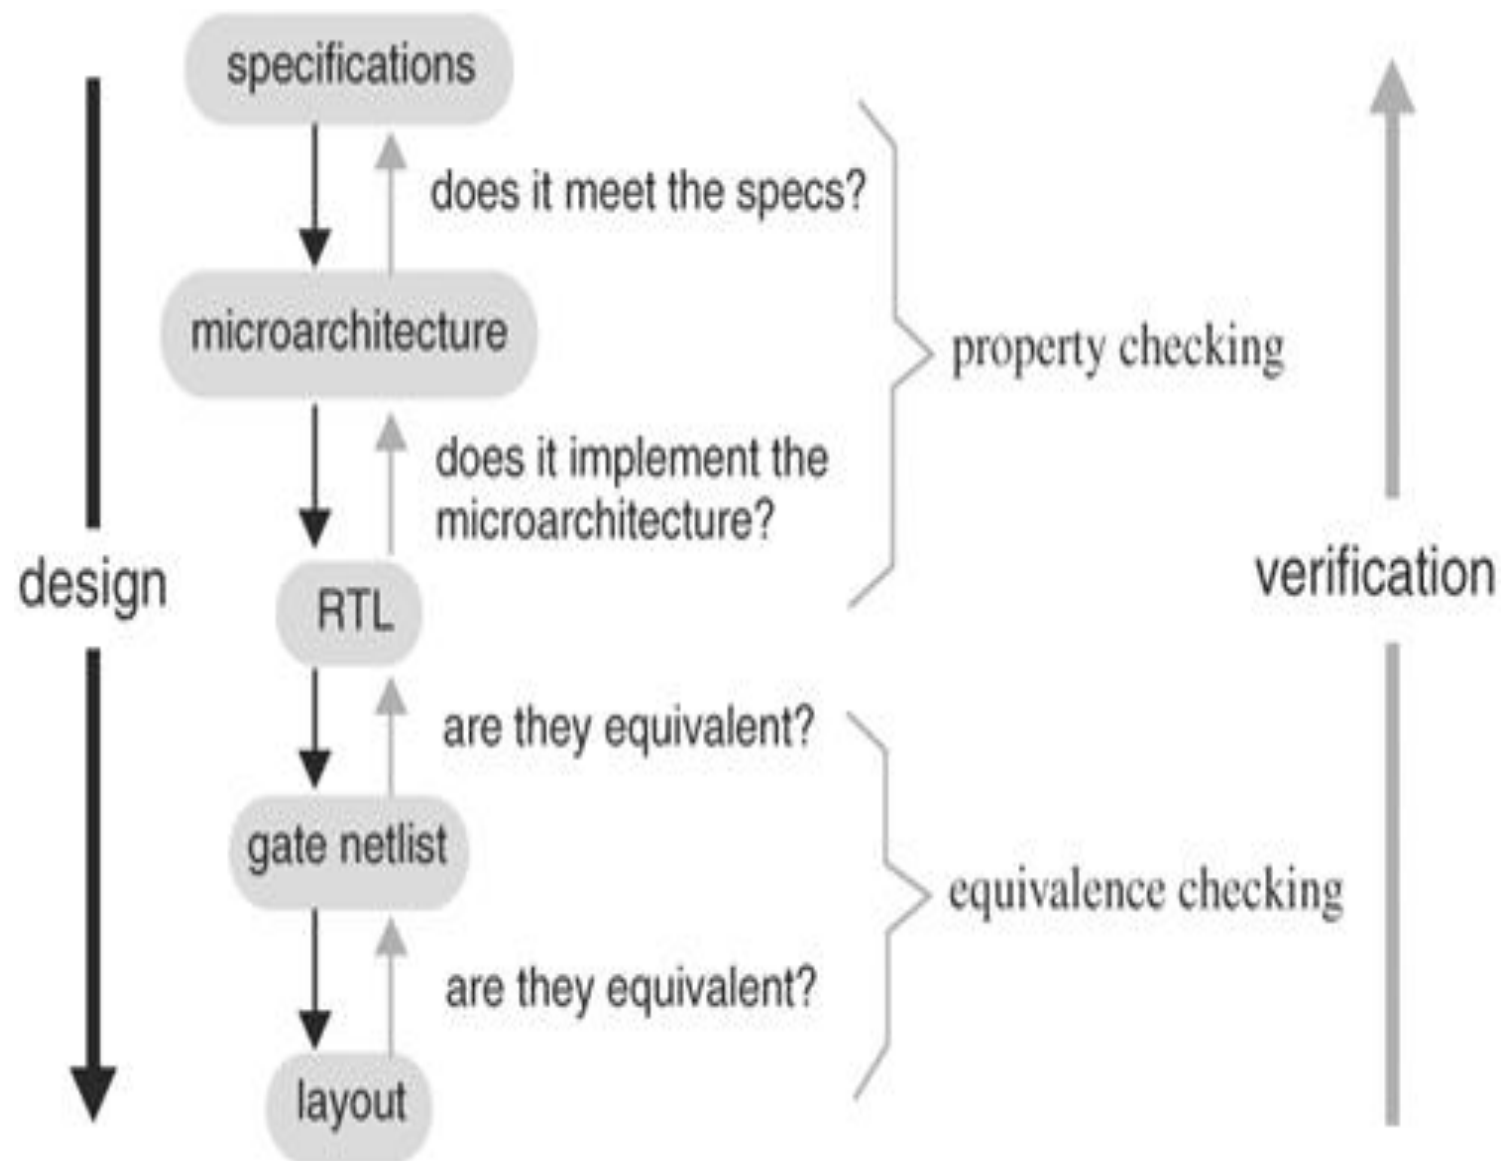 specifications
does it meet the specs?
microarchitecture
property checking
does it implement the
microarchitecture?
design
verification
RTL
are they equivalent?
gate netlist
equivalence checking
are they equivalent?
layout